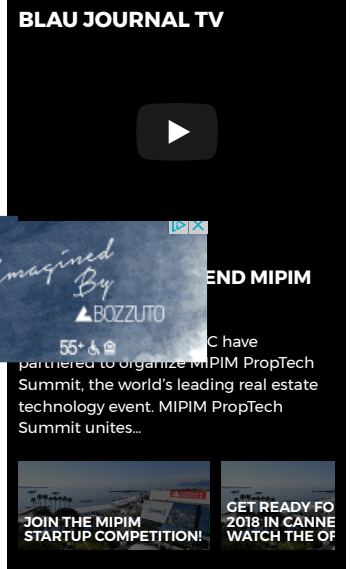 BLAU JOURNAL TV
imagined
By
BOZZUTO
55+
END MIPIM
C have
partnered to organize MIPIM PropTech
Summit, the world's leading real estate
technology event. MIPIM PropTech
Summit unites...
JOIN THE MIPIM
STARTUP COMPETITION!
GET READY FO
2018 IN CANNE
WATCH THE OF